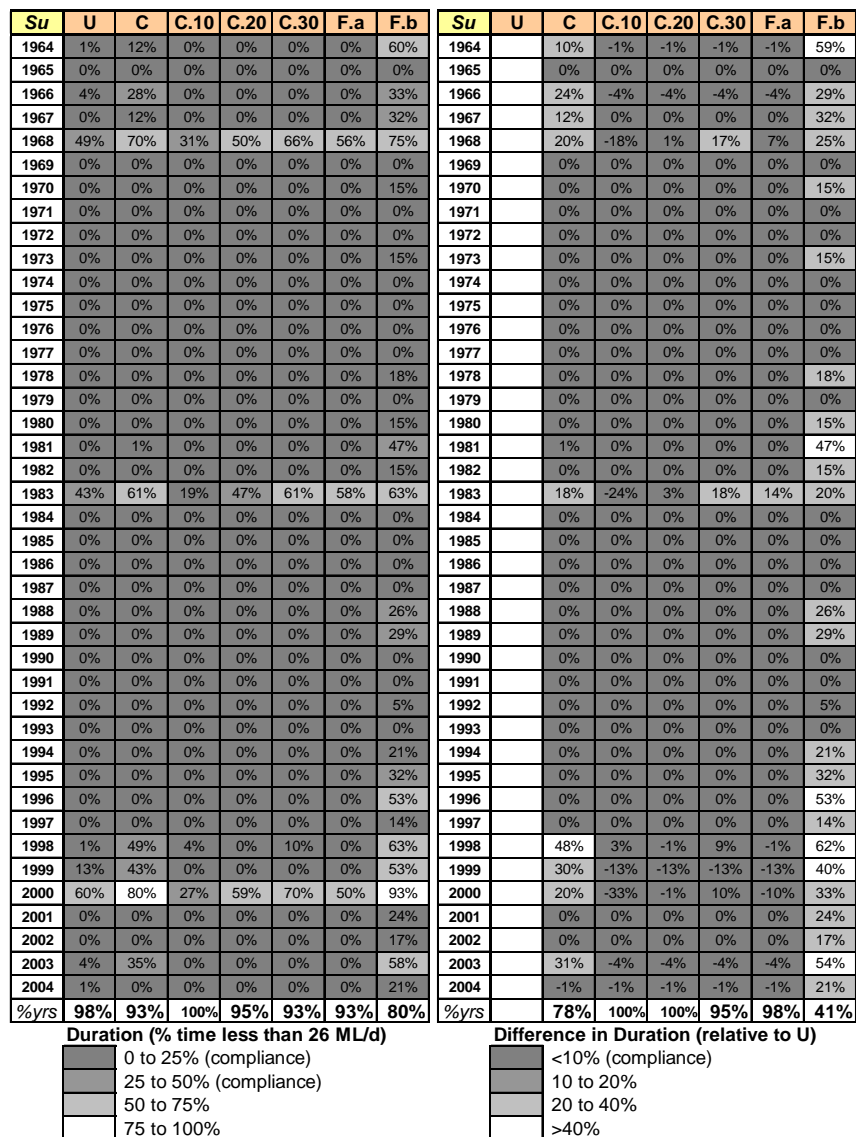 Su U C C.10 C.20 C.30 F.a F.b Su U C C.10 C.20 C.30 F.a F.b
1964 1% 12% 0% 0% 0% 0% 60% 1964 10% -1% -1% -1% -1% 59%
1965 0% 0% 0% 0% 0% 0% 0% 1965 0% 0% 0% 0% 0% 0%
1966 4% 28% 0% 0% 0% 0% 33% 1966 24% -4% -4% -4% -4% 29%
1967 0% 12% 0% 0% 0% 0% 32% 1967 12% 0% 0% 0% 0% 32%
1968 49% 70% 31% 50% 66% 56% 75% 1968 20% -18% 1% 17% 7% 25%
1969 0% 0% 0% 0% 0% 0% 0% 1969 0% 0% 0% 0% 0% 0%
1970 0% 0% 0% 0% 0% 0% 15% 1970 0% 0% 0% 0% 0% 15%
1971 0% 0% 0% 0% 0% 0% 0% 1971 0% 0% 0% 0% 0% 0%
1972 0% 0% 0% 0% 0% 0% 0% 1972 0% 0% 0% 0% 0% 0%
1973 0% 0% 0% 0% 0% 0% 15% 1973 0% 0% 0% 0% 0% 15%
1974 0% 0% 0% 0% 0% 0% 0% 1974 0% 0% 0% 0% 0% 0%
1975 0% 0% 0% 0% 0% 0% 0% 1975 0% 0% 0% 0% 0% 0%
1976 0% 0% 0% 0% 0% 0% 0% 1976 0% 0% 0% 0% 0% 0%
1977 0% 0% 0% 0% 0% 0% 0% 1977 0% 0% 0% 0% 0% 0%
1978 0% 0% 0% 0% 0% 0% 18% 1978 0% 0% 0% 0% 0% 18%
1979 0% 0% 0% 0% 0% 0% 0% 1979 0% 0% 0% 0% 0% 0%
1980 0% 0% 0% 0% 0% 0% 15% 1980 0% 0% 0% 0% 0% 15%
1981 0% 1% 0% 0% 0% 0% 47% 1981 1% 0% 0% 0% 0% 47%
1982 0% 0% 0% 0% 0% 0% 15% 1982 0% 0% 0% 0% 0% 15%
1983 43% 61% 19% 47% 61% 58% 63% 1983 18% -24% 3% 18% 14% 20%
1984 0% 0% 0% 0% 0% 0% 0% 1984 0% 0% 0% 0% 0% 0%
1985 0% 0% 0% 0% 0% 0% 0% 1985 0% 0% 0% 0% 0% 0%
1986 0% 0% 0% 0% 0% 0% 0% 1986 0% 0% 0% 0% 0% 0%
1987 0% 0% 0% 0% 0% 0% 0% 1987 0% 0% 0% 0% 0% 0%
1988 0% 0% 0% 0% 0% 0% 26% 1988 0% 0% 0% 0% 0% 26%
1989 0% 0% 0% 0% 0% 0% 29% 1989 0% 0% 0% 0% 0% 29%
1990 0% 0% 0% 0% 0% 0% 0% 1990 0% 0% 0% 0% 0% 0%
1991 0% 0% 0% 0% 0% 0% 0% 1991 0% 0% 0% 0% 0% 0%
1992 0% 0% 0% 0% 0% 0% 5% 1992 0% 0% 0% 0% 0% 5%
1993 0% 0% 0% 0% 0% 0% 0% 1993 0% 0% 0% 0% 0% 0%
1994 0% 0% 0% 0% 0% 0% 21% 1994 0% 0% 0% 0% 0% 21%
1995 0% 0% 0% 0% 0% 0% 32% 1995 0% 0% 0% 0% 0% 32%
1996 0% 0% 0% 0% 0% 0% 53% 1996 0% 0% 0% 0% 0% 53%
1997 0% 0% 0% 0% 0% 0% 14% 1997 0% 0% 0% 0% 0% 14%
1998 1% 49% 4% 0% 10% 0% 63% 1998 48% 3% -1% 9% -1% 62%
1999 13% 43% 0% 0% 0% 0% 53% 1999 30% -13% -13% -13% -13% 40%
2000 60% 80% 27% 59% 70% 50% 93% 2000 20% -33% -1% 10% -10% 33%
2001 0% 0% 0% 0% 0% 0% 24% 2001 0% 0% 0% 0% 0% 24%
2002 0% 0% 0% 0% 0% 0% 17% 2002 0% 0% 0% 0% 0% 17%
2003 4% 35% 0% 0% 0% 0% 58% 2003 31% -4% -4% -4% -4% 54%
2004 1% 0% 0% 0% 0% 0% 21% 2004 -1% -1% -1% -1% -1% 21%
%yrs 98% 93% 100% 95% 93% 93% 80% %yrs 78% 100% 100% 95% 98% 41%
Duration (% time less than 26 ML/d) Difference in Duration (relative to U)
0 to 25% (compliance) <10% (compliance)
25 to 50% (compliance) 10 to 20%
50 to 75% 20 to 40%
75 to 100% >40%